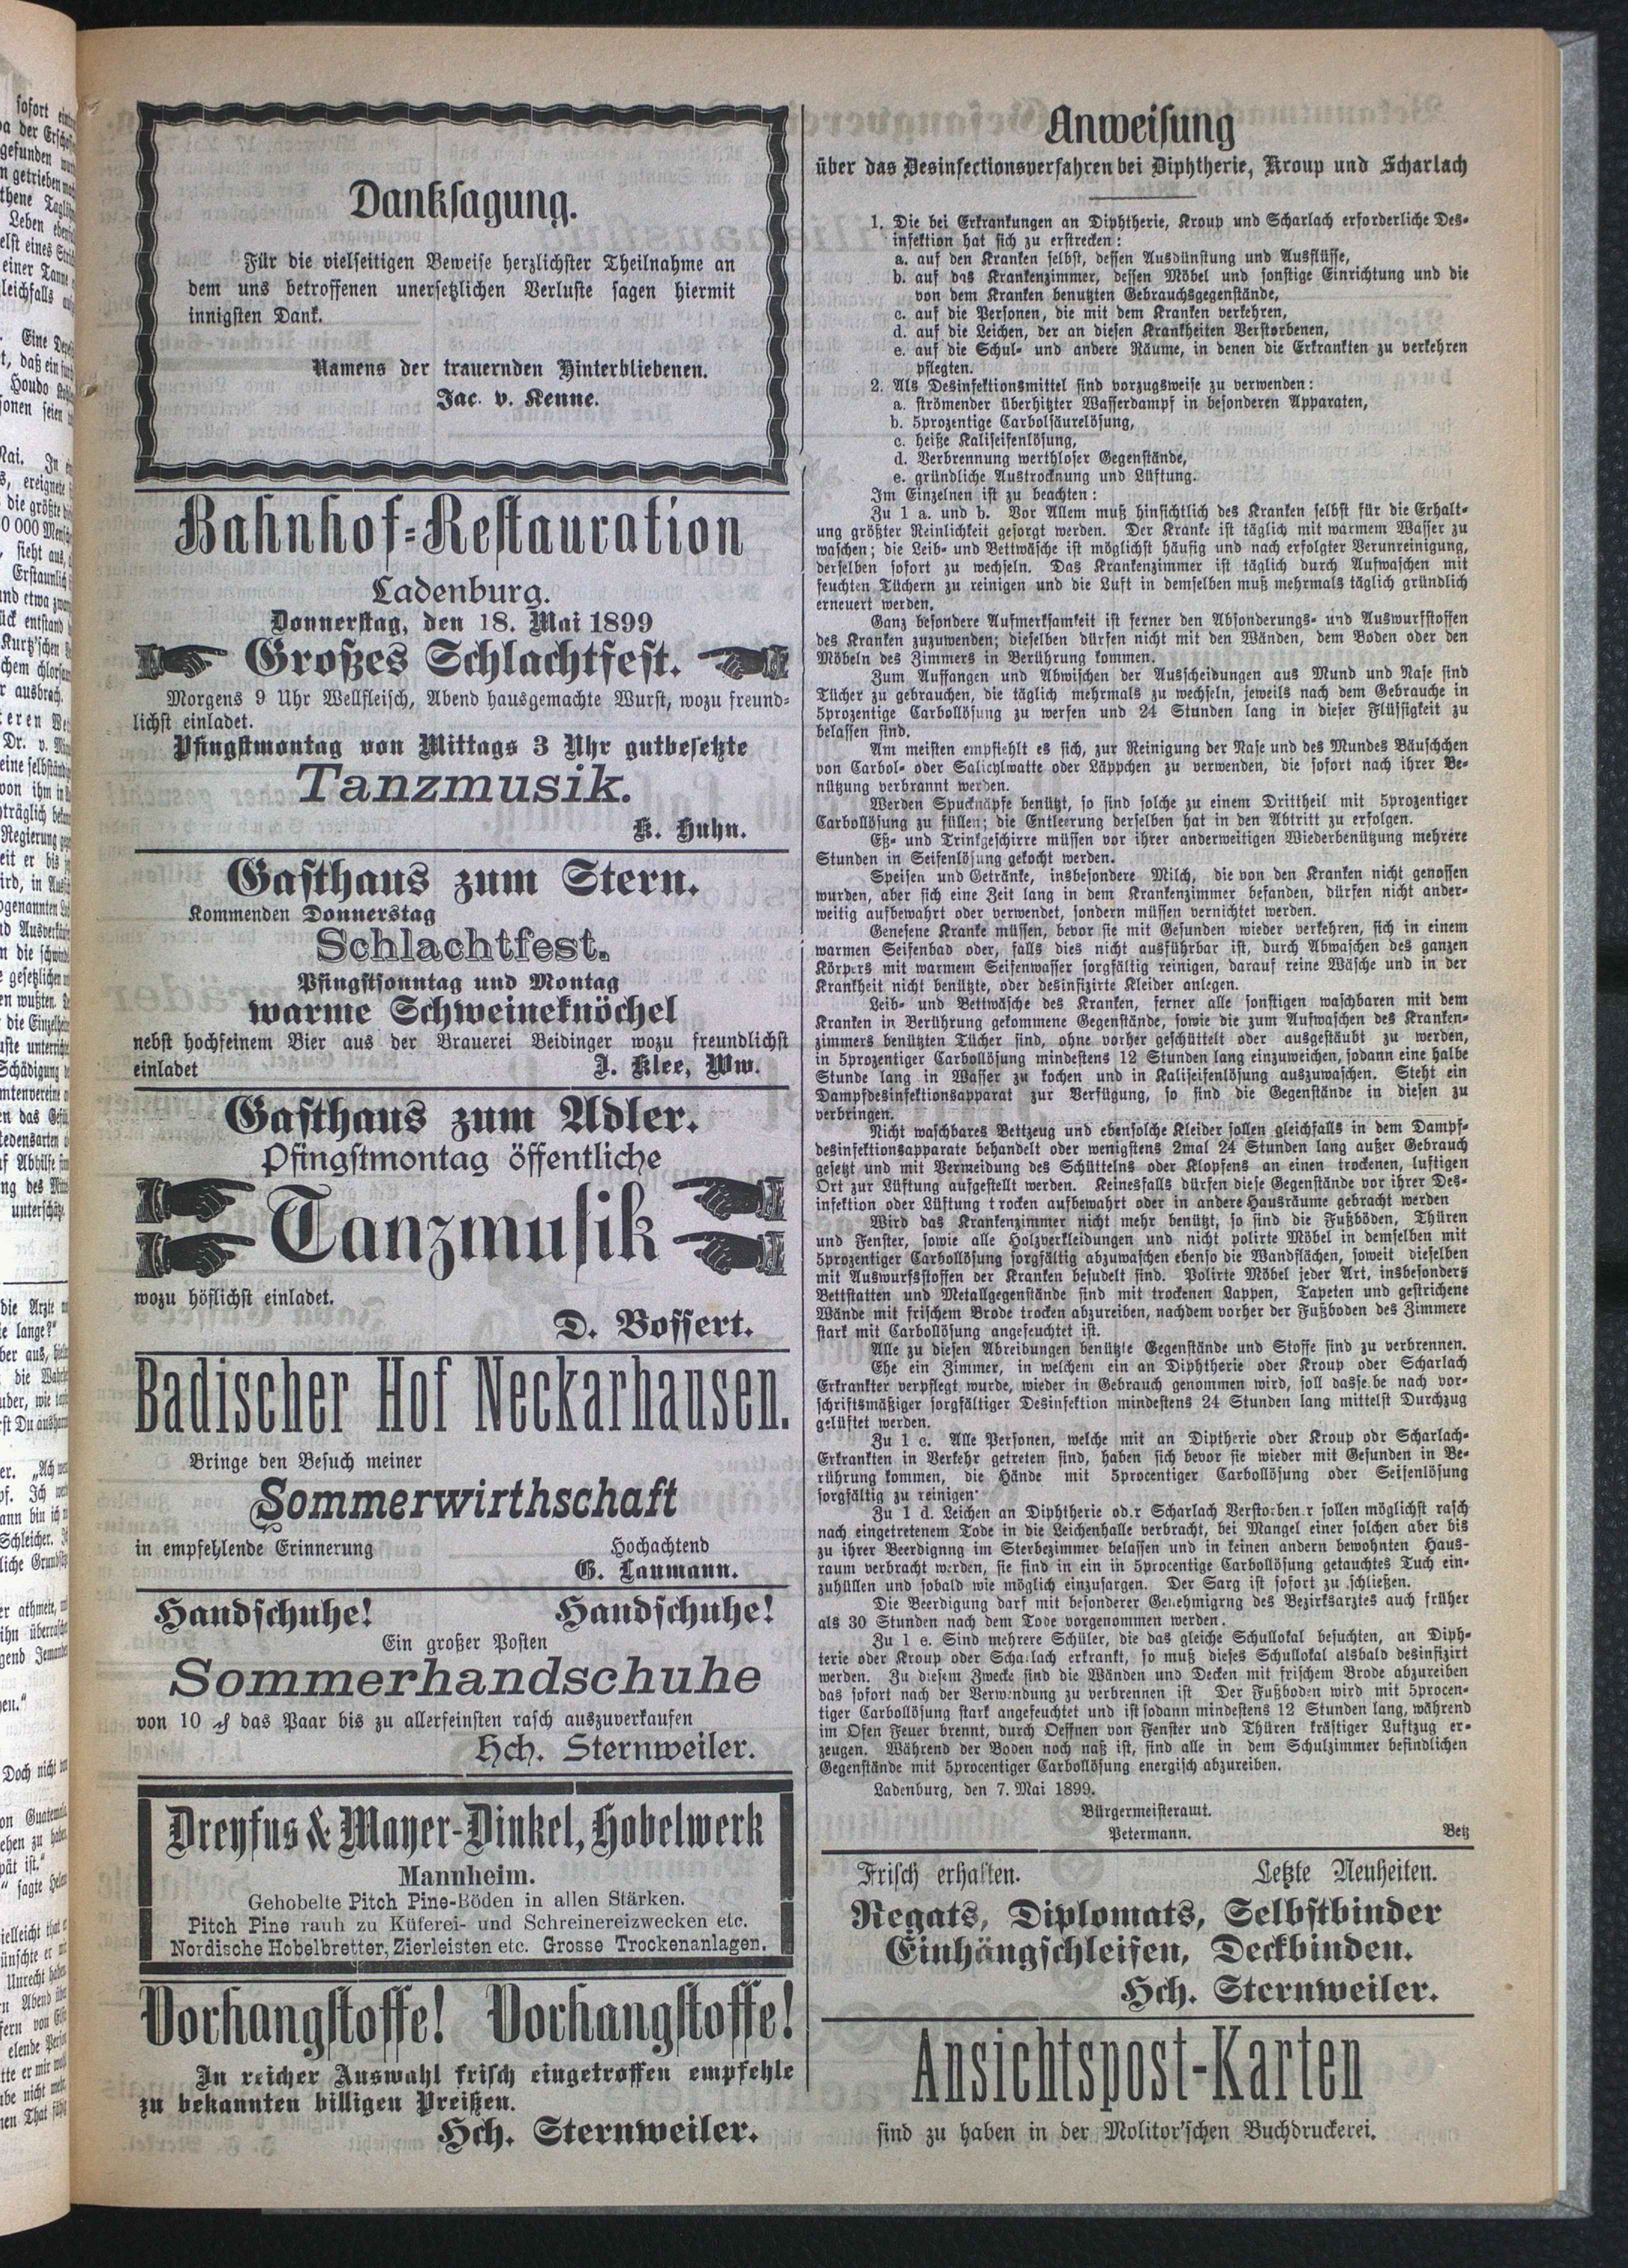 Danksagung.
Für die vielseitigen Beweise herzlichster Theilnahme an
dem uns betroffenen unersetzlichen Verluste sagen hiermit
innigsten Dank.
Namens der trauernden Hinterbliebenen.
Jac. v. Kenne.
Bahnhof-Restauration
Ladenburg.
Donnerstag, den 18. Mai 1899
Großes Schlachtfest.
Morgens 9 Uhr Wellfleisch, Abend hausgemachte Wurst, wozu freund-
lichst einladet.
Pfingstmontag von Mittags 3 Uhr gutbesetzte
Tanzmusik.
K. Huhn.
Gasthaus zum Stern.
Kommenden Donnerstag
Schlachtfest.
Pfingstsonntag und Montag
warme Schweineknöchel
nebst hochfeinem Bier aus der Brauerei Beidinger wozu freundlichst
einladet J. Klee, Ww.
Gasthaus zum Adler.
Pfingstmontag öffentliche
Tanzmusik
wozu höflichst einladet.
D. Bossert.
Badischer Hof Neckarhausen.
Bringe den Besuch meiner
Sommerwirthschaft
in empfehlende Erinnerung Hochachtend
G. Laumann.
Handschuhe! Handschuhe!
Ein großer Posten
Sommerhandschuhe
von 10 ₰ das Paar bis zu allerfeinsten rasch auszuverkaufen
Hch. Sternweiler.
Dreyfus & Mayer-Dinkel, Hobelwerk
Mannheim.
Gehobelte Pitch Pine-Böden in allen Stärken.
Pitch Pine rauh zu Küferei- und Schreinereizwecken etc.
Nordische Hobelbretter, Zierleisten etc. Grosse Trockenanlagen.
Vorhangstoffe! Vorhangstoffe!
In reicher Auswahl frisch eingetroffen empfehle
zu bekannten billigen Preißen.
Hch. Sternweiler.
Anweisung
über das Desinfectionsverfahren bei Diphtherie, Kroup und Scharlach
1. Die bei Erkrankungen an Diphtherie, Kroup und Scharlach erforderliche Des-
infektion hat sich zu erstrecken:
a. auf den Kranken selbst, dessen Ausdünstung und Ausflüsse,
b. auf das Krankenzimmer, dessen Möbel und sonstige Einrichtung und die
von dem Kranken benutzten Gebrauchsgegenstände,
c. auf die Personen, die mit dem Kranken verkehren,
d. auf die Leichen, der an diesen Krankheiten Verstorbenen,
e. auf die Schul- und andere Räume, in denen die Erkrankten zu verkehren
pflegten.
2. Als Desinfektionsmittel sind vorzugsweise zu verwenden:
a. strömender überhitzter Wasserdampf in besonderen Apparaten,
b. 5prozentige Carbolsäurelösung,
c. heiße Kaliseifenlösung,
d. Verbrennung werthloser Gegenstände,
e. gründliche Austrocknung und Lüftung.
Im Einzelnen ist zu beachten:
Zu 1 a. und b. Vor Allem muß hinsichtlich des Kranken selbst für die Erhalt-
ung größter Reinlichkeit gesorgt werden. Der Kranke ist täglich mit warmem Wasser zu
waschen; die Leib- und Bettwäsche ist möglichst häufig und nach erfolgter Verunreinigung,
derselben sofort zu wechseln. Das Krankenzimmer ist täglich durch Aufwaschen mit
feuchten Tüchern zu reinigen und die Luft in demselben muß mehrmals täglich gründlich
erneuert werden.
Ganz besondere Aufmerksamkeit ist ferner den Absonderungs- und Auswurfstoffen
des Kranken zuzuwenden; dieselben dürfen nicht mit den Wänden, dem Boden oder den
Möbeln des Zimmers in Berührung kommen.
Zum Auffangen und Abwischen der Ausscheidungen aus Mund und Nase sind
Tücher zu gebrauchen, die täglich mehrmals zu wechseln, jeweils nach dem Gebrauche in
5prozentige Carbollösung zu werfen und 24 Stunden lang in dieser Flüssigkeit zu
belassen sind.
Am meisten empfiehlt es sich, zur Reinigung der Nase und des Mundes Bäuschchen
von Carbol- oder Salicylwatte oder Läppchen zu verwenden, die sofort nach ihrer Be-
nützung verbrannt werden.
Werden Spucknäpfe benützt, so sind solche zu einem Drittheil mit 5prozentiger
Carbollösung zu füllen; die Entleerung derselben hat in den Abtritt zu erfolgen.
Eß- und Trinkgeschirre müssen vor ihrer anderweitigen Wiederbenützung mehrere
Stunden in Seifenlösung gekocht werden.
Speisen und Getränke, insbesondere Milch, die von den Kranken nicht genossen
wurden, aber sich eine Zeit lang in dem Krankenzimmer befanden, dürfen nicht ander-
weitig aufbewahrt oder verwendet, sondern müssen vernichtet werden.
Genesene Kranke müssen, bevor sie mit Gesunden wieder verkehren, sich in einem
warmen Seifenbad oder, falls dies nicht ausführbar ist, durch Abwaschen des ganzen
Körpers mit warmem Seifenwasser sorgfältig reinigen, darauf reine Wäsche und in der
Krankheit nicht benützte, oder desinfizirte Kleider anlegen.
Leib- und Bettwäsche des Kranken, ferner alle sonstigen waschbaren mit dem
Kranken in Berührung gekommene Gegenstände, sowie die zum Aufwaschen des Kranken-
zimmers benützten Tücher sind, ohne vorher geschüttelt oder ausgestäubt zu werden,
in 5prozentiger Carbollösung mindestens 12 Stunden lang einzuweichen, sodann eine halbe
Stunde lang in Wasser zu kochen und in Kaliseifenlösung auszuwaschen. Steht ein
Dampfdesinfektionsapparat zur Verfügung, so sind die Gegenstände in diesen zu
verbringen.
Nicht waschbares Bettzeug und ebensolche Kleider sollen gleichfalls in dem Dampf-
desinfektionsapparate behandelt oder wenigstens 2mal 24 Stunden lang außer Gebrauch
gesetzt und mit Vermeidung des Schüttelns oder Klopfens an einen trockenen, luftigen
Ort zur Lüftung aufgestellt werden. Keinesfalls dürfen diese Gegenstände vor ihrer Des-
infektion oder Lüftung trocken aufbewahrt oder in andere Hausräume gebracht werden
Wird das Krankenzimmer nicht mehr benützt, so sind die Fußböden, Thüren
und Fenster, sowie alle Holzverkleidungen und nicht polirte Möbel in demselben mit
5prozentiger Carbollösung sorgfältig abzuwaschen ebenso die Wandflächen, soweit dieselben
mit Auswurfsstoffen der Kranken besudelt sind. Polirte Möbel jeder Art, insbesonders
Bettstatten und Metallgegenstände sind mit trockenen Lappen, Tapeten und gestrichene
Wände mit frischem Brode trocken abzureiben, nachdem vorher der Fußboden des Zimmere
stark mit Carbollösung angefeuchtet ist.
Alle zu diesen Abreibungen benützte Gegenstände und Stoffe sind zu verbrennen.
Ehe ein Zimmer, in welchem ein an Diphtherie oder Kroup oder Scharlach
Erkrankter verpflegt wurde, wieder in Gebrauch genommen wird, soll dasse.be nach vor-
schriftsmäßiger sorgfältiger Desinfektion mindestens 24 Stunden lang mittelst Durchzug
gelüftet werden.
Zu 1 c. Alle Personen, welche mit an Diptherie oder Kroup odr Scharlach-
Erkrankten in Verkehr getreten sind, haben sich bevor sie wieder mit Gesunden in Be-
rührung kommen, die Hände mit 5procentiger Carbollösung oder Seifenlösung
sorgfältig zu reinigen·
Zu 1 d. Leichen an Diphtherie od.r Scharlach Verstorben.r sollen möglichst rasch
nach eingetretenem Tode in die Leichenhalle verbracht, bei Mangel einer solchen aber bis
zu ihrer Beerdignng im Sterbezimmer belassen und in keinen andern bewohnten Haus-
raum verbracht werden, sie sind in ein in 5procentige Carbollösung getauchtes Tuch ein-
zuhüllen und sobald wie möglich einzusargen. Der Sarg ist sofort zu schließen.
Die Beerdigung darf mit besonderer Genehmigrng des Bezirksarztes auch früher
als 30 Stunden nach dem Tode vorgenommen werden.
Zu 1 e. Sind mehrere Schüler, die das gleiche Schullokal besuchten, an Diph-
terie oder Kroup oder Scha.lach erkrankt, so muß dieses Schullokal alsbald desinfizirt
werden. Zu diesem Zwecke sind die Wänden und Decken mit frischem Brode abzureiben
das sofort nach der Verwendung zu verbrennen ist Der Fußboden wird mit 5procen-
tiger Carbollösung stark angefeuchtet und ist sodann mindestens 12 Stunden lang, während
im Ofen Feuer brennt, durch Oeffnen von Fenster und Thüren kräftiger Luftzug er-
zeugen. Während der Boden noch naß ist, sind alle in dem Schulzimmer befindlichen
Gegenstände mit 5procentiger Carbollösung energisch abzureiben.
Ladenburg, den 7. Mai 1899.
Bürgermeisteramt.
Petermann. Betz
Frisch erhalten. Letzte Neuheiten.
Regats, Diplomats, Selbstbinder
Einhängschleifen, Deckbinden.
Hch. Sternweiler.
Ansichtspost-Karten
sind zu haben in der Molitor'schen Buchdruckerei.